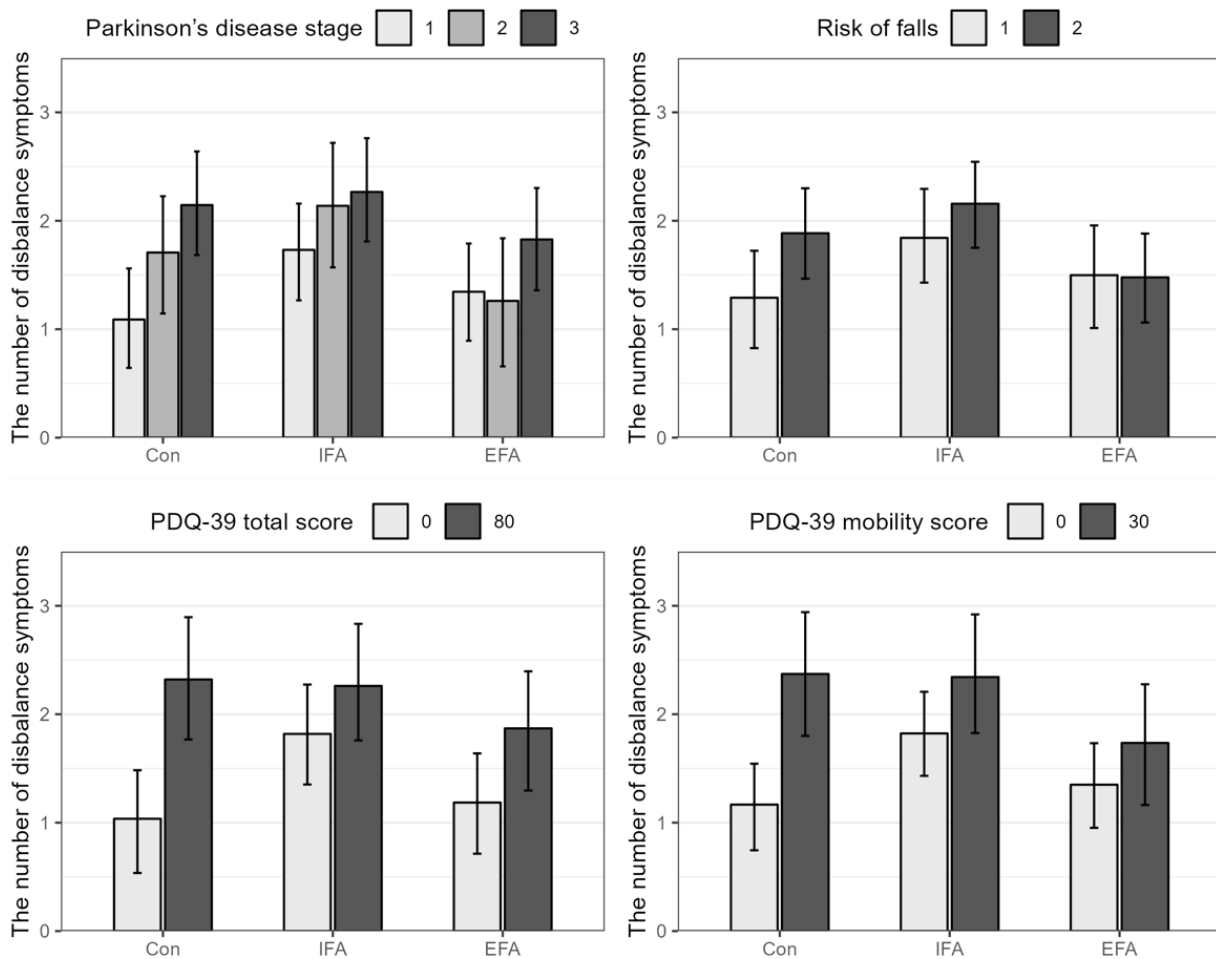 Parkinson’s disease stage 1 2 3
The number of disbalance symptoms
3
2
1
0
Con IFA EFA
Risk of falls 1 2
The number of disbalance symptoms
3
2
1
0
Con IFA EFA
PDQ-39 total score 0 80
The number of disbalance symptoms
3
2
1
0
Con IFA EFA
PDQ-39 mobility score 0 30
The number of disbalance symptoms
3
2
1
0
Con IFA EFA